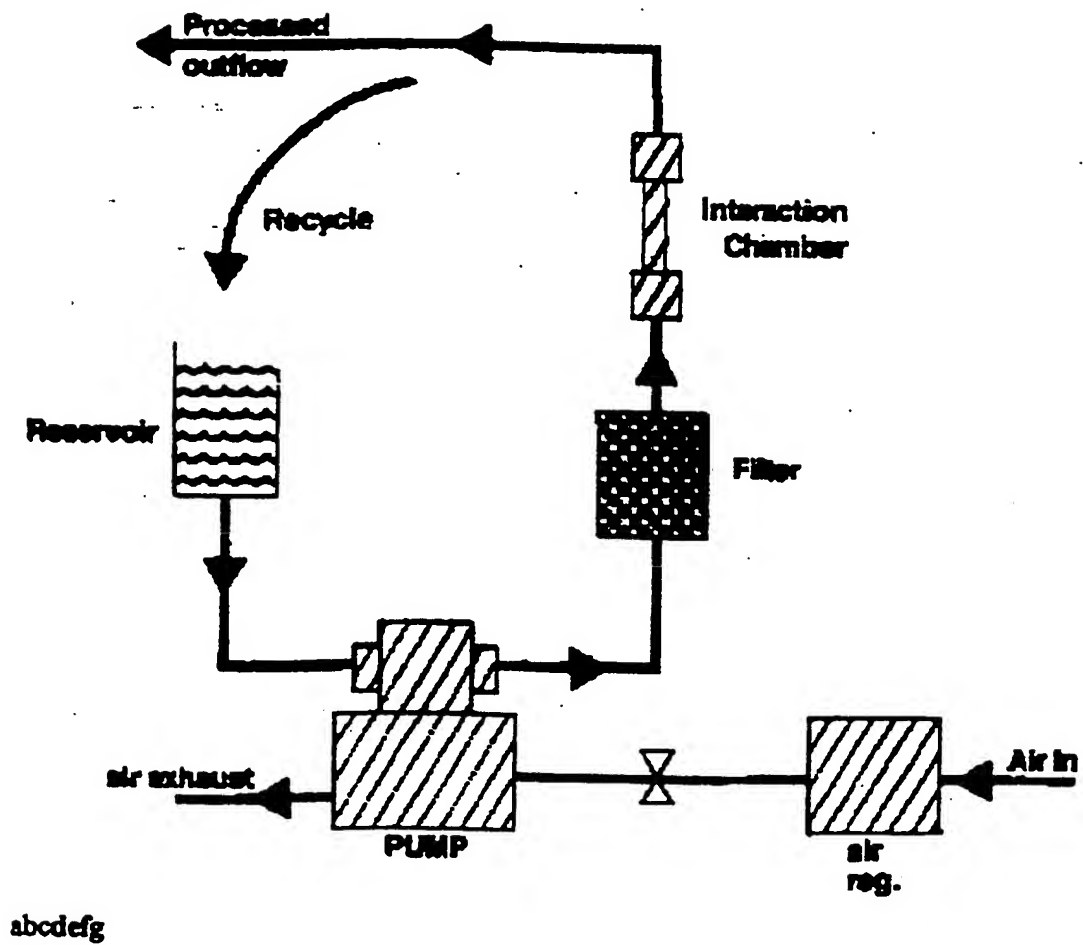 Processed
outflow
Recycle
Interaction
Chamber
Reservoir
Filter
air exhaust
Air in
PUMP
air
reg.
abcdefg